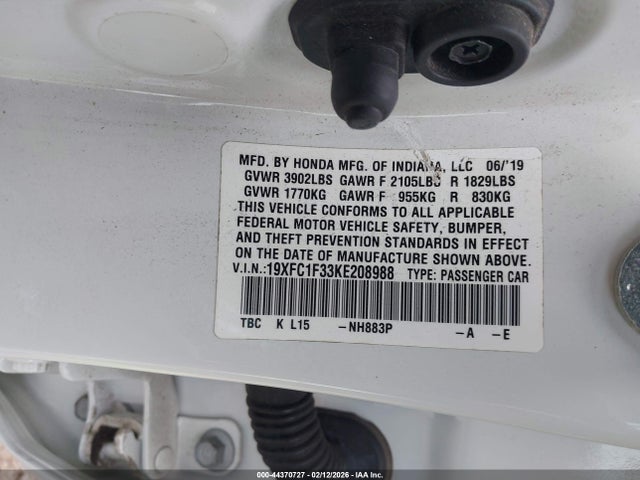 MFD. BY HONDA MFG. OF INDIANA, LLC 06/'19
GVWR 3902LBS GAWR F 2105LBS R 1829LBS
GVWR 1770KG GAWR F 955KG R 830KG
THIS VEHICLE CONFORMS TO ALL APPLICABLE
FEDERAL MOTOR VEHICLE SAFETY, BUMPER,
AND THEFT PREVENTION STANDARDS IN EFFECT
ON THE DATE OF MANUFACTURE SHOWN ABOVE.
V.I.N.: 19XFC1F33KE208988 TYPE: PASSENGER CAR
TBC K L15 -NH883P -A -E
000-44370727 - 02/12/2026 - IAA Inc.